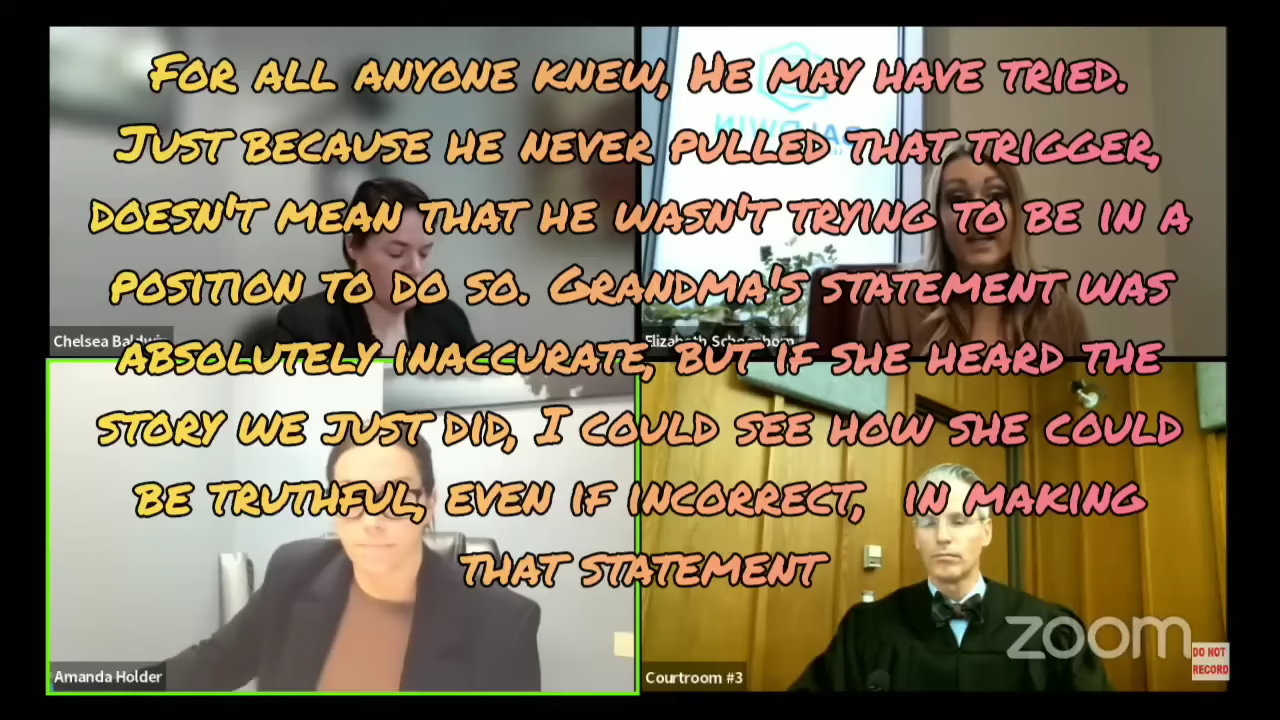 For all anyone knew, He may have tried.
Just because he never pulled that trigger,
doesn't mean that he wasn't trying to be in a
position to do so. Grandma's statement was
absolutely inaccurate, but if she heard the
story we just did, I could see how she could
be truthful, even if incorrect, in making
that statement
BALDWIN
Chelsea Baldwin
Elizabeth Schoenborn
Amanda Holder
Courtroom #3
zoom
DO NOT
RECORD